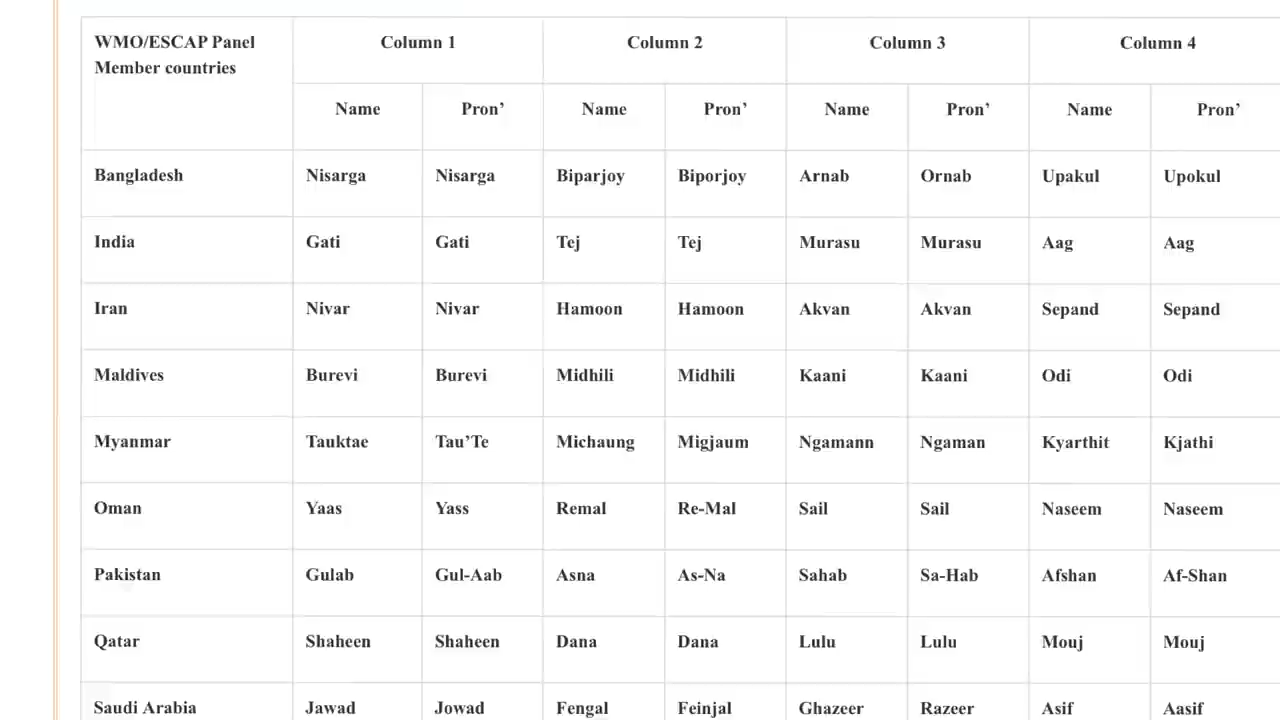 WMO/ESCAP Panel Column 1 Column 2 Column 3 Column 4
Member countries
Name Pron’ Name Pron’ Name Pron’ Name Pron’
Bangladesh Nisarga Nisarga Biparjoy Biporjoy Arnab Ornab Upakul Upokul
India Gati Gati Tej Tej Murasu Murasu Aag Aag
Iran Nivar Nivar Hamoon Hamoon Akvan Akvan Sepand Sepand
Maldives Burevi Burevi Midhili Midhili Kaani Kaani Odi Odi
Myanmar Tauktae Tau’Te Michaung Migjaum Ngamann Ngaman Kyarthit Kjathi
Oman Yaas Yass Remal Re-Mal Sail Sail Naseem Naseem
Pakistan Gulab Gul-Aab Asna As-Na Sahab Sa-Hab Afshan Af-Shan
Qatar Shaheen Shaheen Dana Dana Lulu Lulu Mouj Mouj
Saudi Arabia Jawad Jowad Fengal Feinjal Ghazeer Razeer Asif Aasif